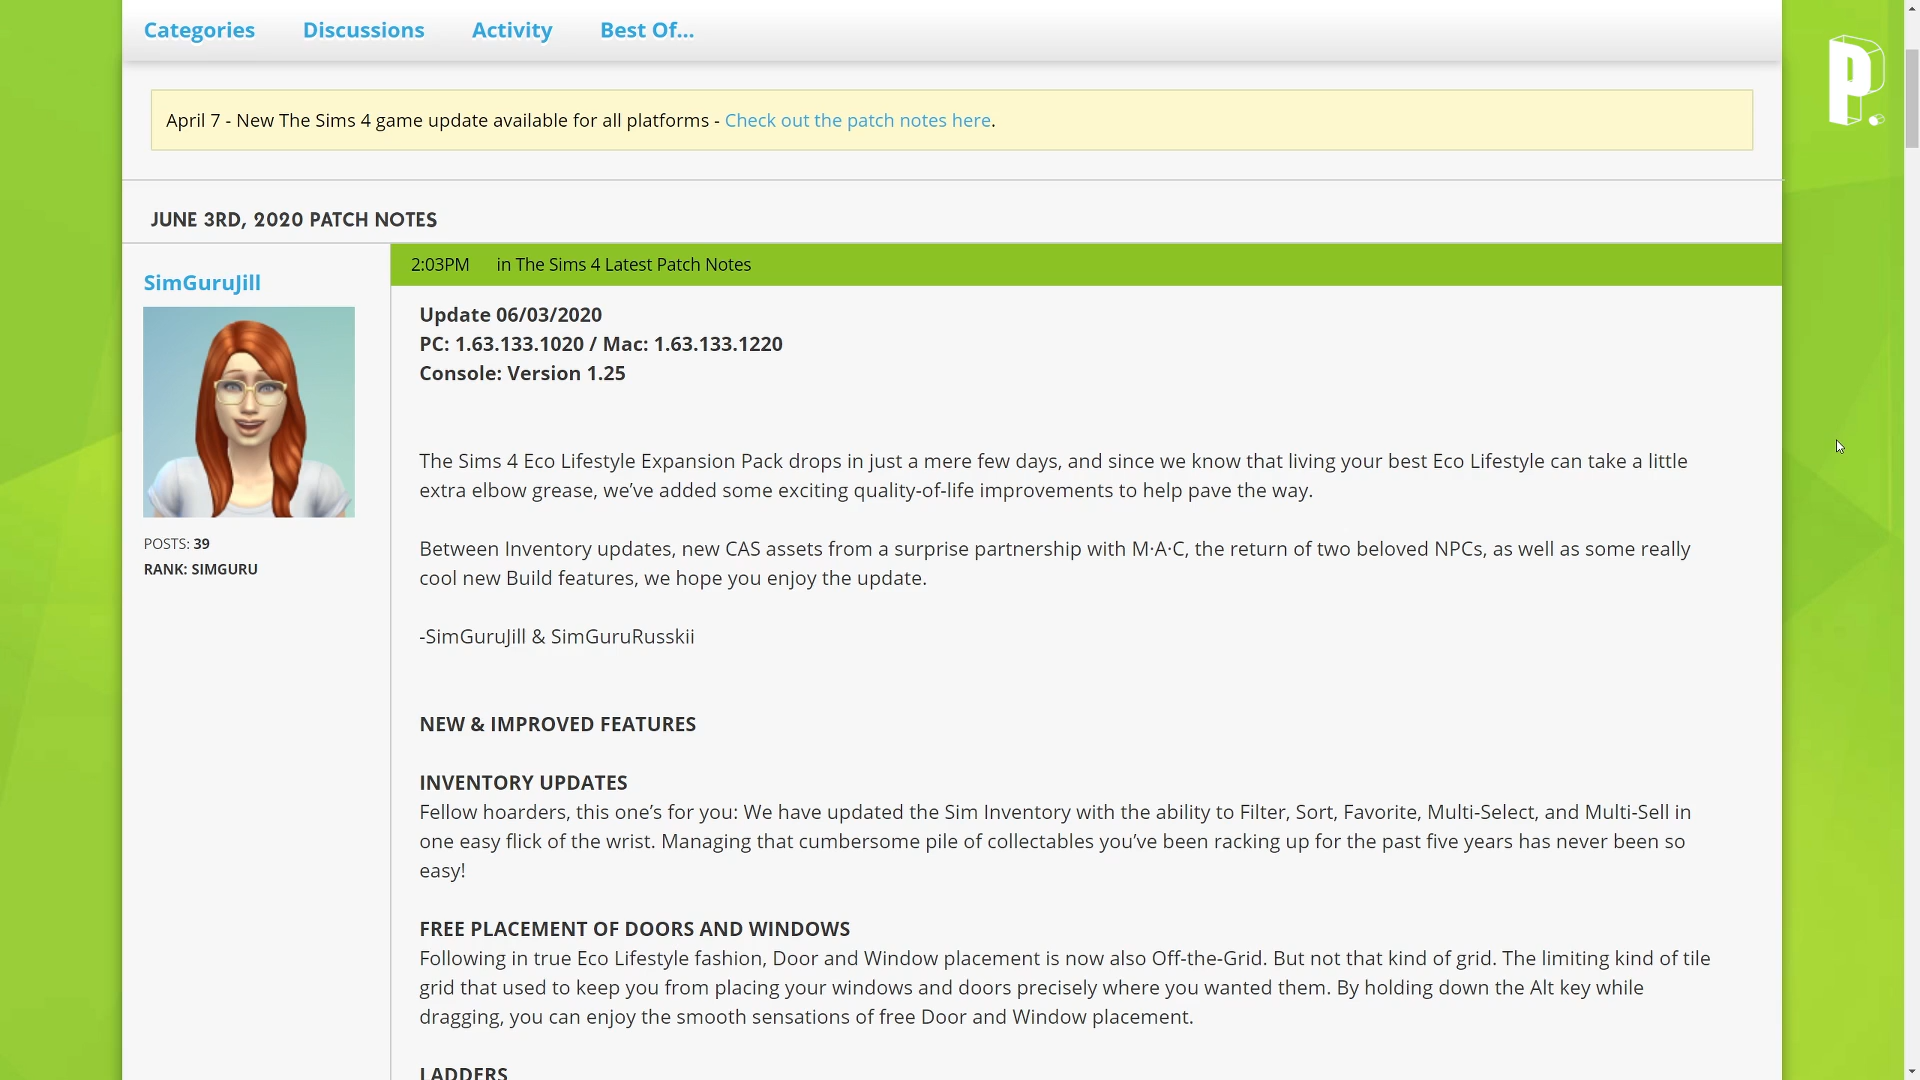 Categories Discussions Activity Best Of...
P.
April 7 - New The Sims 4 game update available for all platforms - Check out the patch notes here.
JUNE 3RD, 2020 PATCH NOTES
SimGuruJill
POSTS: 39
RANK: SIMGURU
2:03PM in The Sims 4 Latest Patch Notes
Update 06/03/2020
PC: 1.63.133.1020 / Mac: 1.63.133.1220
Console: Version 1.25
The Sims 4 Eco Lifestyle Expansion Pack drops in just a mere few days, and since we know that living your best Eco Lifestyle can take a little
extra elbow grease, we’ve added some exciting quality-of-life improvements to help pave the way.
Between Inventory updates, new CAS assets from a surprise partnership with M·A·C, the return of two beloved NPCs, as well as some really
cool new Build features, we hope you enjoy the update.
-SimGuruJill & SimGuruRusskii
NEW & IMPROVED FEATURES
INVENTORY UPDATES
Fellow hoarders, this one’s for you: We have updated the Sim Inventory with the ability to Filter, Sort, Favorite, Multi-Select, and Multi-Sell in
one easy flick of the wrist. Managing that cumbersome pile of collectables you’ve been racking up for the past five years has never been so
easy!
FREE PLACEMENT OF DOORS AND WINDOWS
Following in true Eco Lifestyle fashion, Door and Window placement is now also Off-the-Grid. But not that kind of grid. The limiting kind of tile
grid that used to keep you from placing your windows and doors precisely where you wanted them. By holding down the Alt key while
dragging, you can enjoy the smooth sensations of free Door and Window placement.
LADDERS